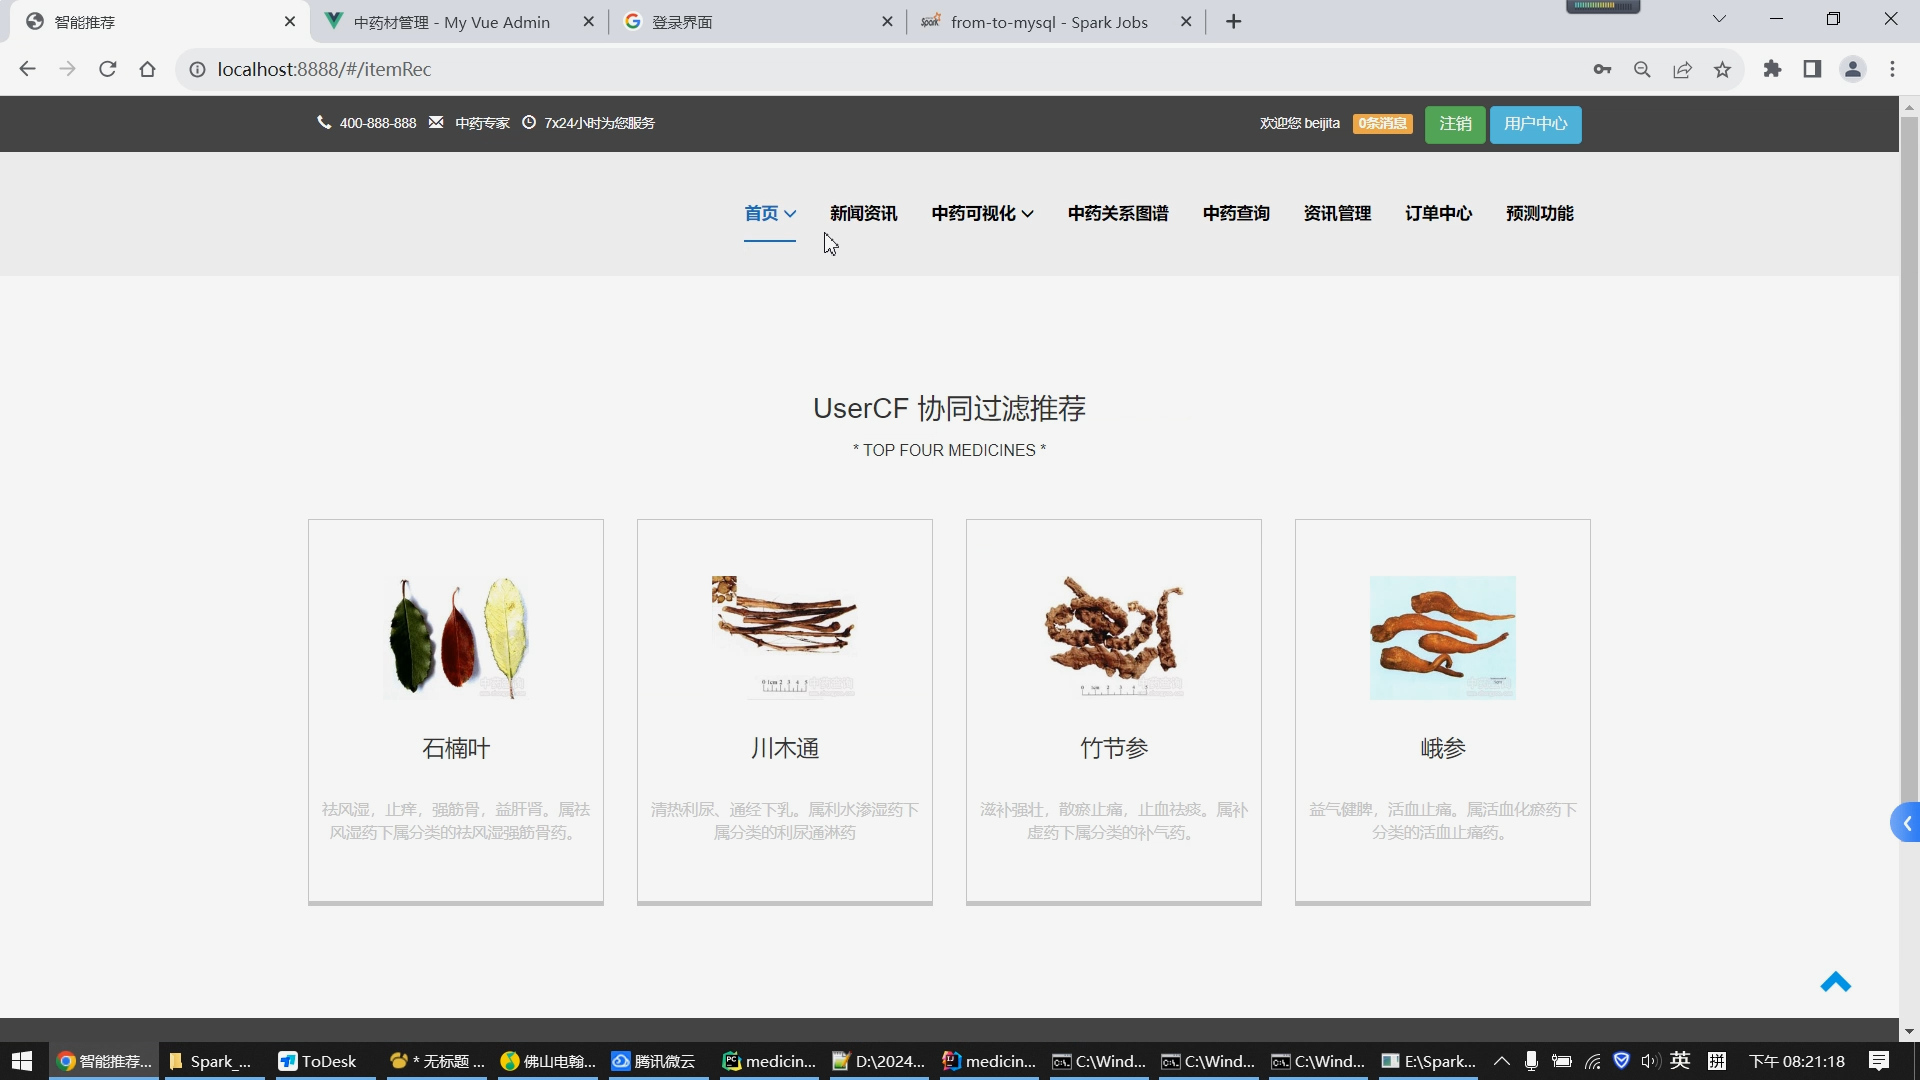 智能推荐
中药材管理 - My Vue Admin
登录界面
from-to-mysql - Spark Jobs
localhost:8888/#/itemRec
400-888-888 中药专家 7x24小时为您服务
欢迎您 beijita 0条消息 注销 用户中心
首页 新闻资讯 中药可视化 中药关系图谱 中药查询 资讯管理 订单中心 预测功能
UserCF 协同过滤推荐
* TOP FOUR MEDICINES *
石楠叶
祛风湿，止痒，强筋骨，益肝肾。属祛
风湿药下属分类的祛风湿强筋骨药。
川木通
清热利尿、通经下乳。属利水渗湿药下
属分类的利尿通淋药
竹节参
滋补强壮，散瘀止痛，止血祛痰。属补
虚药下属分类的补气药。
峨参
益气健脾，活血止痛。属活血化瘀药下
分类的活血止痛药。
智能推荐... Spark_... ToDesk * 无标题 ... 佛山电翰... 腾讯微云 medicin... D:\2024... medicin... C:\Wind... C:\Wind... C:\Wind... E:\Spark... 英 拼 下午 08:21:18